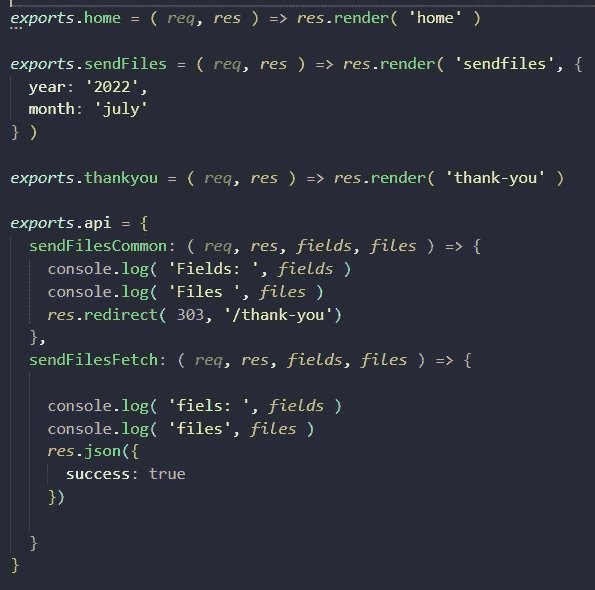 exports.home = ( req, res ) => res.render( 'home' )
exports.sendFiles = ( req, res ) => res.render( 'sendfiles', {
  year: '2022',
  month: 'july'
} )
exports.thankyou = ( req, res ) => res.render( 'thank-you' )
exports.api = {
  sendFilesCommon: ( req, res, fields, files ) => {
    console.log( 'Fields: ', fields )
    console.log( 'Files ', files )
    res.redirect( 303, '/thank-you')
  },
  sendFilesFetch: ( req, res, fields, files ) => {
    console.log( 'fiels: ', fields )
    console.log( 'files', files )
    res.json({
      success: true
    })
  }
}